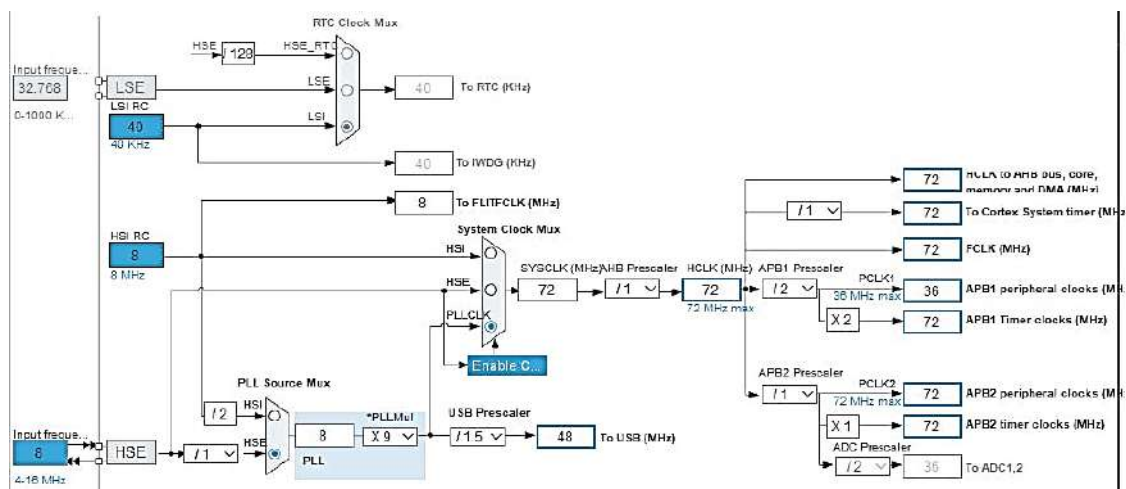 RTC Clock Mux
HSE
/ 128
HSE_RTC
Input freque...
32.768
0-1000 K...
LSE
LSE
40
To RTC (KHz)
LSI RC
40
40 KHz
LSI
40
To IWDG (KHz)
8
To FLITFCLK (MHz)
HSI RC
8
8 MHz
System Clock Mux
HSI
HSE
PLLCLK
SYSCLK (MHz)
72
AHB Prescaler
/ 1
HCLK (MHz)
72
72 MHz max
72
HCLK to AHB bus, core,
memory and DMA (MHz)
/ 1
72
To Cortex System timer (MHz
72
FCLK (MHz)
APB1 Prescaler
/ 2
PCLK1
36 MHz max
36
APB1 peripheral clocks (MH
X 2
72
APB1 Timer clocks (MHz)
Enable C...
APB2 Prescaler
/ 1
PCLK2
72 MHz max
72
APB2 peripheral clocks (MH
X 1
72
APB2 timer clocks (MHz)
ADC Prescaler
/ 2
36
To ADC1,2
PLL Source Mux
/ 2
HSI
HSE
Input freque...
8
4-16 MHz
HSE
/ 1
8
PLL
*PLLMul
X 9
USB Prescaler
/ 1.5
48
To USB (MHz)